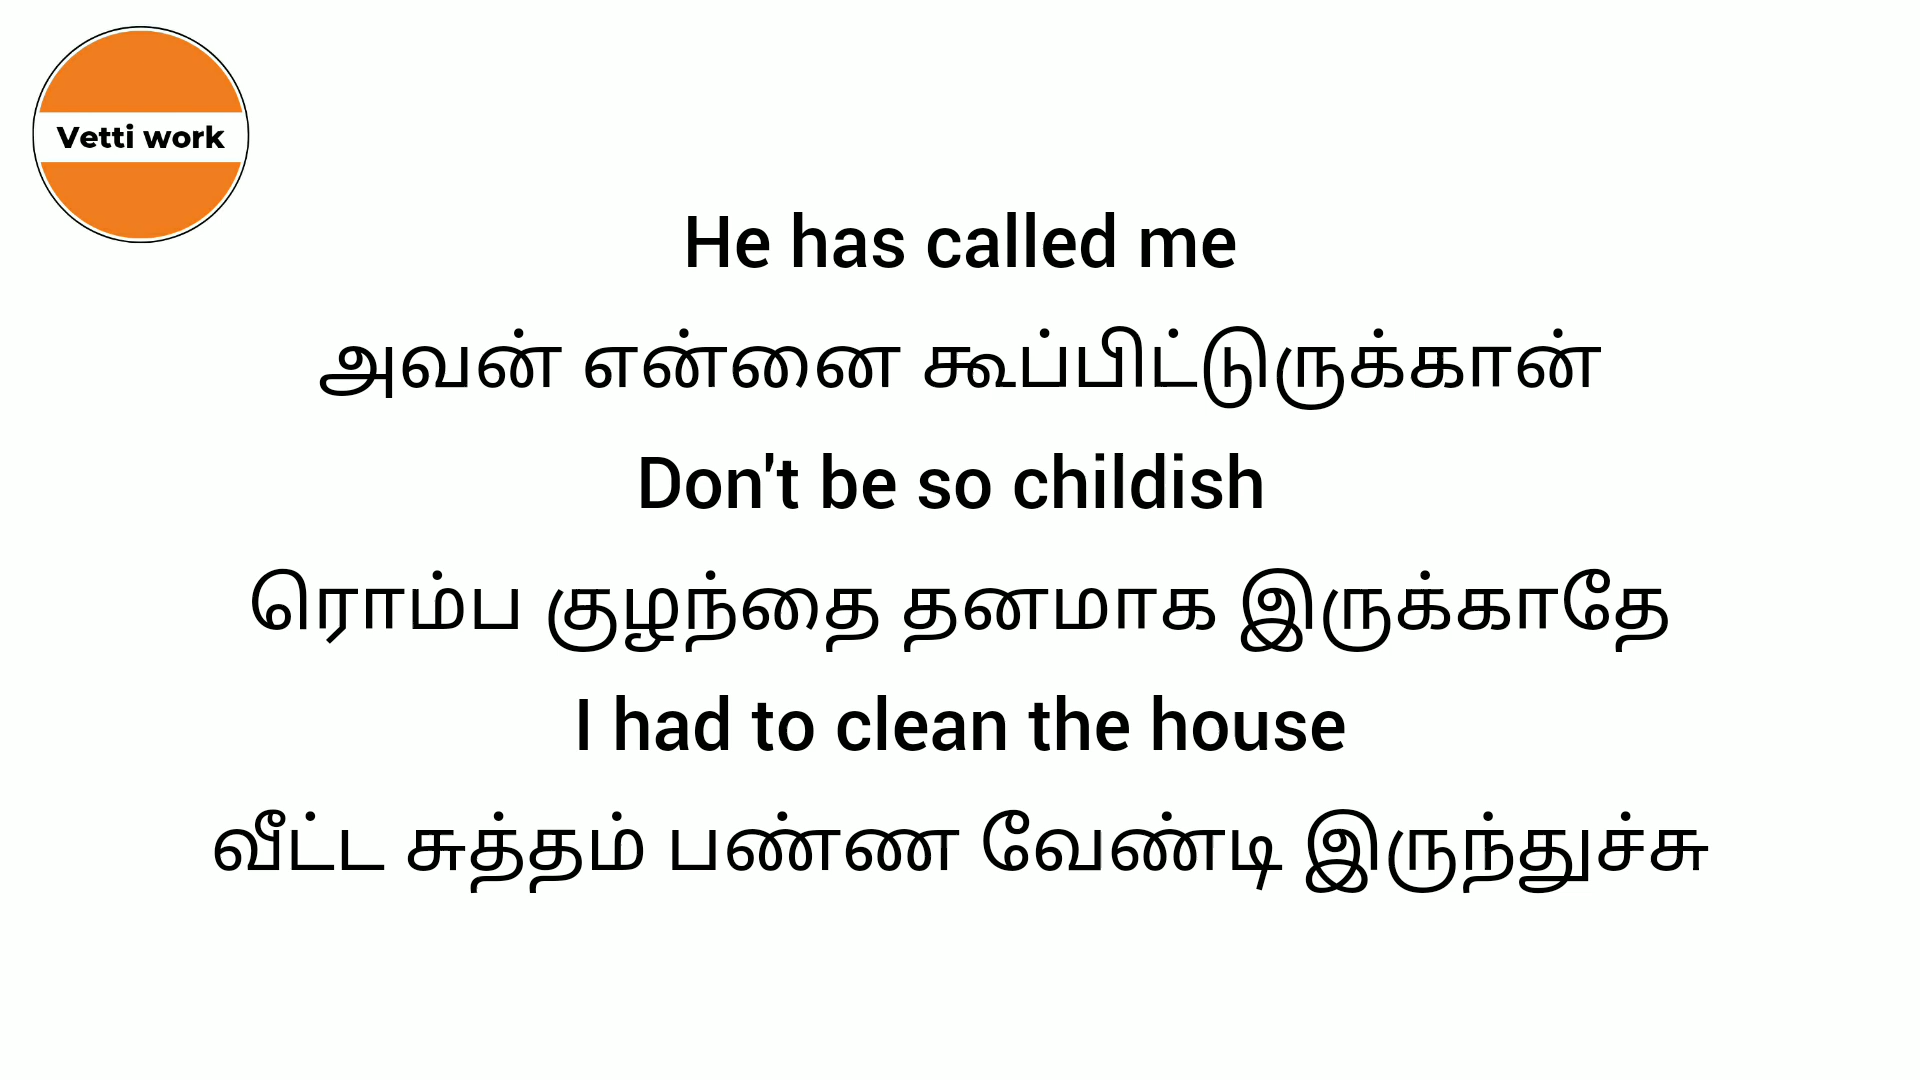 Vetti work
He has called me
அவன் என்னை கூப்பிட்டுருக்கான்
Don't be so childish
ரொம்ப குழந்தை தனமாக இருக்காதே
I had to clean the house
வீட்ட சுத்தம் பண்ண வேண்டி இருந்துச்சு